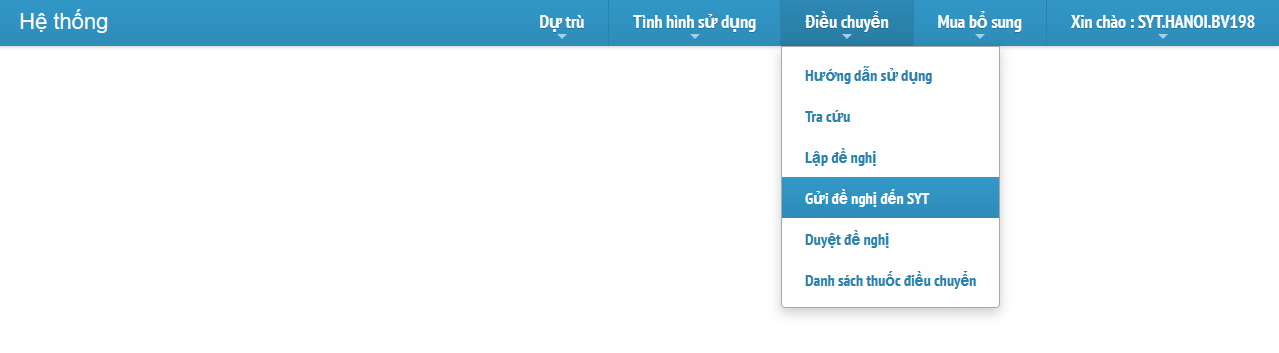 Hệ thống
Dự trù
Tình hình sử dụng
Điều chuyển
Mua bổ sung
Xin chào : SYT.HANOI.BV198
Hướng dẫn sử dụng
Tra cứu
Lập đề nghị
Gửi đề nghị đến SYT
Duyệt đề nghị
Danh sách thuốc điều chuyển